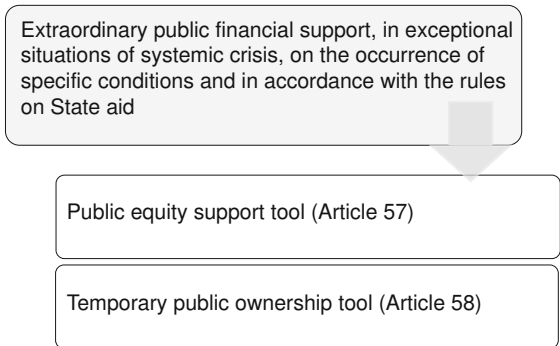 Extraordinary public financial support, in exceptional
situations of systemic crisis, on the occurrence of
specific conditions and in accordance with the rules
on State aid
Public equity support tool (Article 57)
Temporary public ownership tool (Article 58)